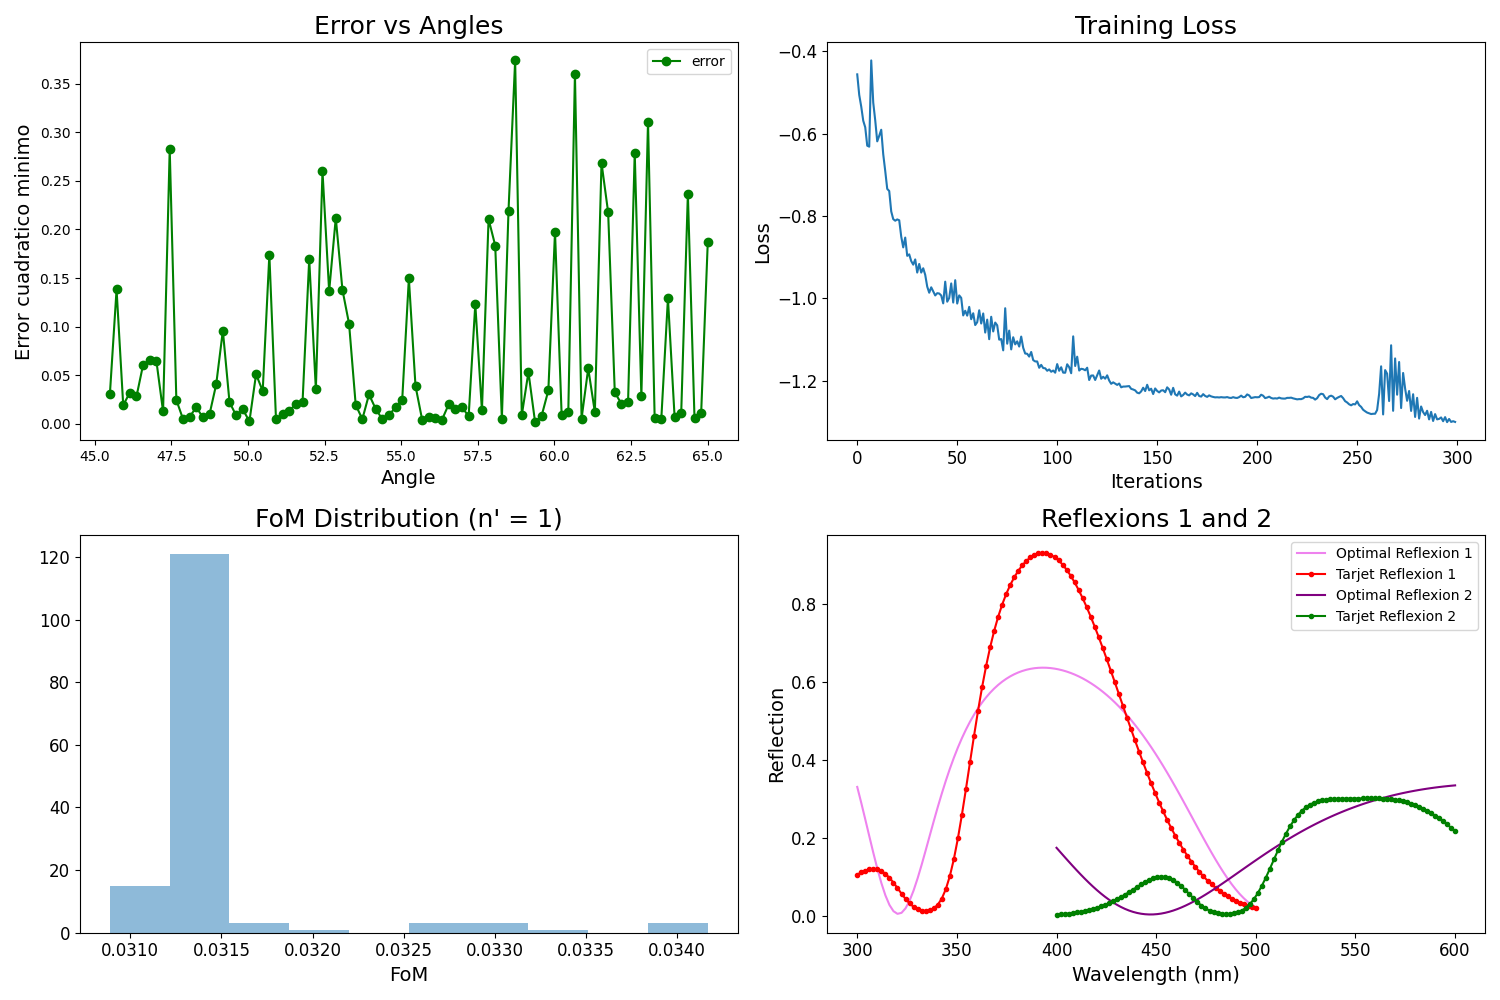 Error vs Angles
error
Error cuadratico minimo
0.35
0.30
0.25
0.20
0.15
0.10
0.05
0.00
45.0 47.5 50.0 52.5 55.0 57.5 60.0 62.5 65.0
Angle
Training Loss
Loss
−0.4
−0.6
−0.8
−1.0
−1.2
0 50 100 150 200 250 300
Iterations
FoM Distribution (n' = 1)
120
100
80
60
40
20
0
0.0310 0.0315 0.0320 0.0325 0.0330 0.0335 0.0340
FoM
Reflexions 1 and 2
Optimal Reflexion 1
Tarjet Reflexion 1
Optimal Reflexion 2
Tarjet Reflexion 2
Reflection
0.8
0.6
0.4
0.2
0.0
300 350 400 450 500 550 600
Wavelength (nm)